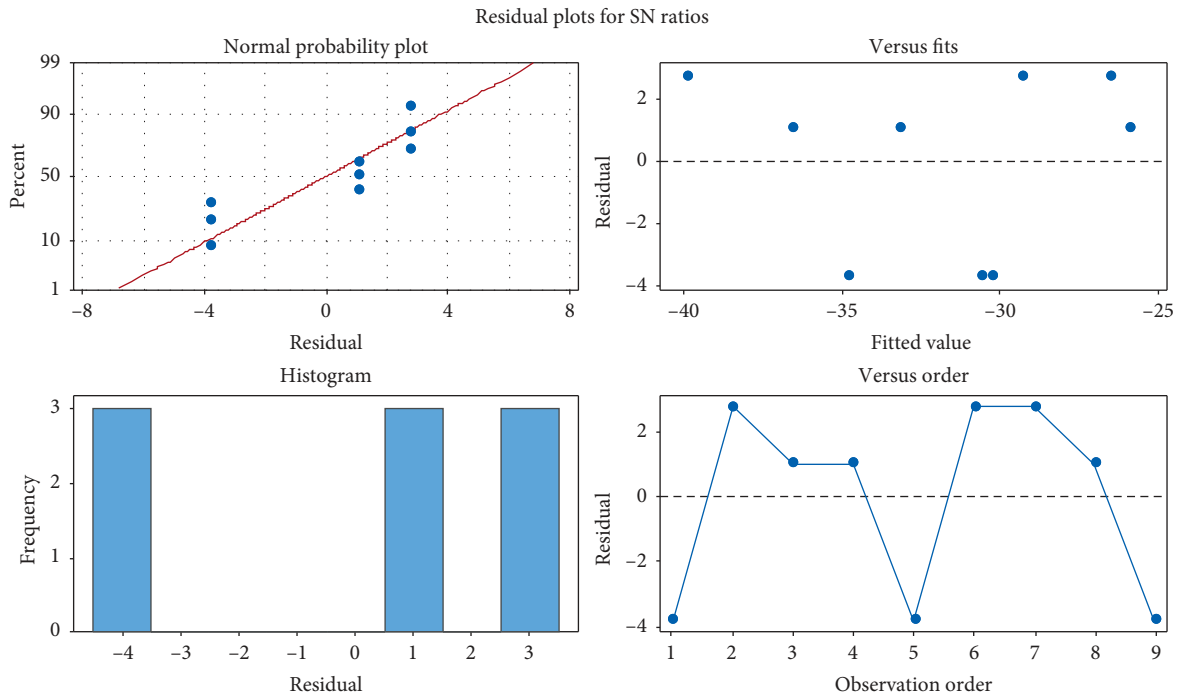 Residual plots for SN ratios
Normal probability plot
99
90
50
10
1
Percent
−8 −4 0 4 8
Residual
Versus fits
2
0
−2
−4
Residual
−40 −35 −30 −25
Fitted value
Histogram
3
2
1
0
Frequency
−4 −3 −2 −1 0 1 2 3
Residual
Versus order
2
0
−2
−4
Residual
1 2 3 4 5 6 7 8 9
Observation order